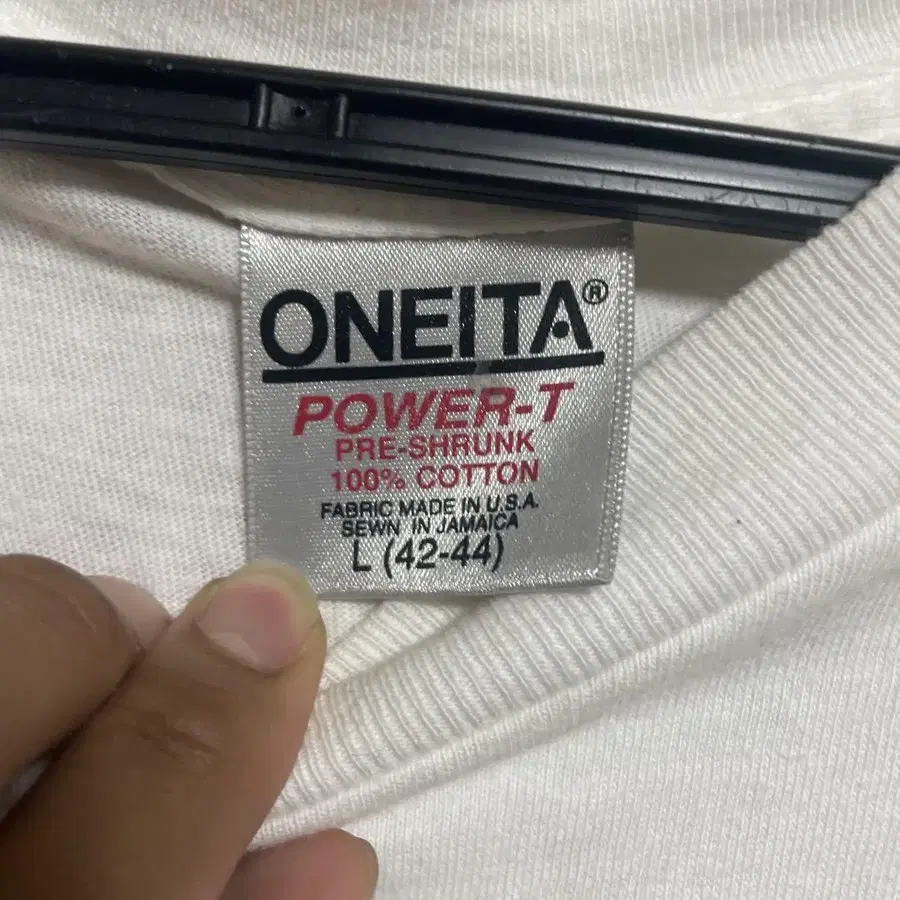 ONEITA®
POWER-T
PRE-SHRUNK
100% COTTON
FABRIC MADE IN U.S.A.
SEWN IN JAMAICA
L (42-44)